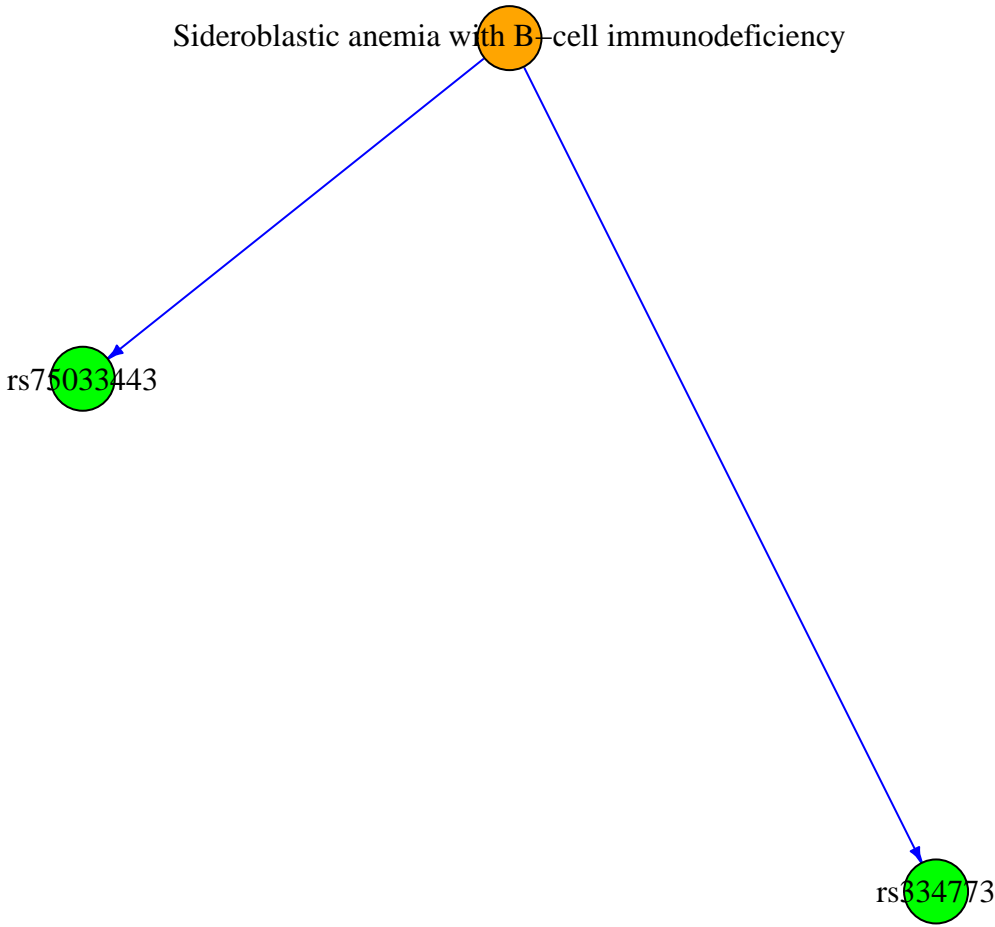 Sideroblastic anemia with B−cell immunodeficiency
rs75033443
rs334773